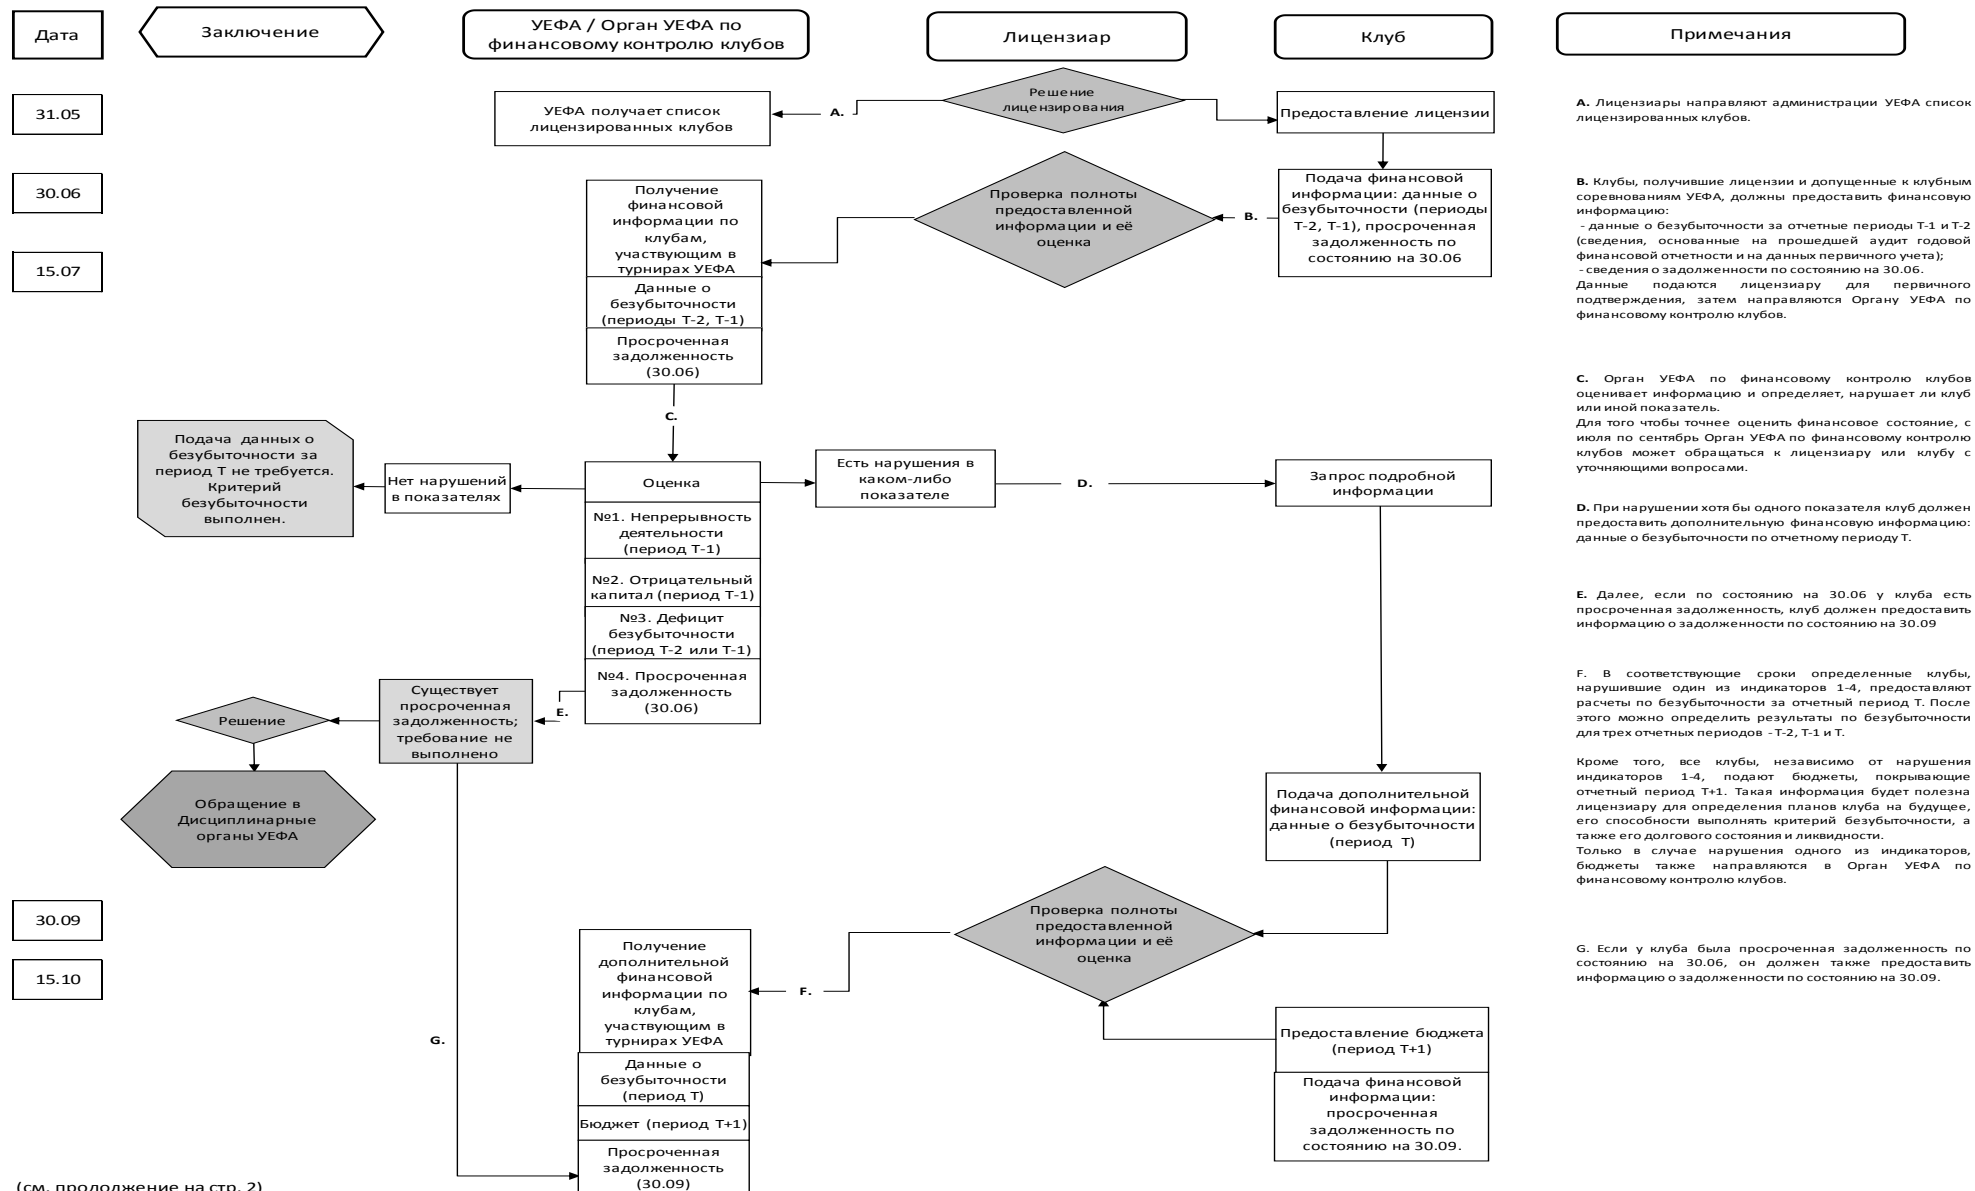 Дата
Заключение
УЕФА / Орган УЕФА по
финансовому контролю клубов
Лицензиар
Клуб
Примечания
31.05
УЕФА получает список
лицензированных клубов
A.
Решение
лицензирования
Предоставление лицензии
A. Лицензиары направляют администрации УЕФА список
лицензированных клубов.
30.06
15.07
Получение
финансовой
информации по
клубам,
участвующим в
турнирах УЕФА
Данные о
безубыточности
(периоды Т-2, Т-1)
Просроченная
задолженность
(30.06)
Проверка полноты
предоставленной
информации и её
оценка
B.
Подача финансовой
информации: данные о
безубыточности (периоды
Т-2, Т-1), просроченная
задолженность по
состоянию на 30.06
B. Клубы, получившие лицензии и допущенные к клубным
соревнованиям УЕФА, должны предоставить финансовую
информацию:
- данные о безубыточности за отчетные периоды Т-1 и Т-2
(сведения, основанные на прошедшей аудит годовой
финансовой отчетности и на данных первичного учета);
- сведения о задолженности по состоянию на 30.06.
Данные подаются лицензиару для первичного
подтверждения, затем направляются Органу УЕФА по
финансовому контролю клубов.
C.
Подача данных о
безубыточности за
период Т не требуется.
Критерий
безубыточности
выполнен.
Нет нарушений
в показателях
Оценка
№1. Непрерывность
деятельности
(период Т-1)
№2. Отрицательный
капитал (период Т-1)
№3. Дефицит
безубыточности
(период Т-2 или Т-1)
№4. Просроченная
задолженность
(30.06)
Есть нарушения в
каком-либо
показателе
D.
Запрос подробной
информации
C. Орган УЕФА по финансовому контролю клубов
оценивает информацию и определяет, нарушает ли клуб
или иной показатель.
Для того чтобы точнее оценить финансовое состояние, с
июля по сентябрь Орган УЕФА по финансовому контролю
клубов может обращаться к лицензиару или клубу с
уточняющими вопросами.
D. При нарушении хотя бы одного показателя клуб должен
предоставить дополнительную финансовую информацию:
данные о безубыточности по отчетному периоду Т.
E. Далее, если по состоянию на 30.06 у клуба есть
просроченная задолженность, клуб должен предоставить
информацию о задолженности по состоянию на 30.09
Решение
Существует
просроченная
задолженность;
требование не
выполнено
E.
Обращение в
Дисциплинарные
органы УЕФА
Подача дополнительной
финансовой информации:
данные о безубыточности
(период Т)
F. В соответствующие сроки определенные клубы,
нарушившие один из индикаторов 1-4, предоставляют
расчеты по безубыточности за отчетный период Т. После
этого можно определить результаты по безубыточности
для трех отчетных периодов - Т-2, Т-1 и Т.
Кроме того, все клубы, независимо от нарушения
индикаторов 1-4, подают бюджеты, покрывающие
отчетный период Т+1. Такая информация будет полезна
лицензиару для определения планов клуба на будущее,
его способности выполнять критерий безубыточности, а
также его долгового состояния и ликвидности.
Только в случае нарушения одного из индикаторов,
бюджеты также направляются в Орган УЕФА по
финансовому контролю клубов.
30.09
15.10
G.
Получение
дополнительной
финансовой
информации по
клубам,
участвующим в
турнирах УЕФА
Данные о
безубыточности
(период Т)
Бюджет (период Т+1)
Просроченная
задолженность
(30.09)
F.
Проверка полноты
предоставленной
информации и её
оценка
Предоставление бюджета
(период Т+1)
Подача финансовой
информации:
просроченная
задолженность по
состоянию на 30.09.
G. Если у клуба была просроченная задолженность по
состоянию на 30.06, он должен также предоставить
информацию о задолженности по состоянию на 30.09.
(см. продолжение на стр. 2)